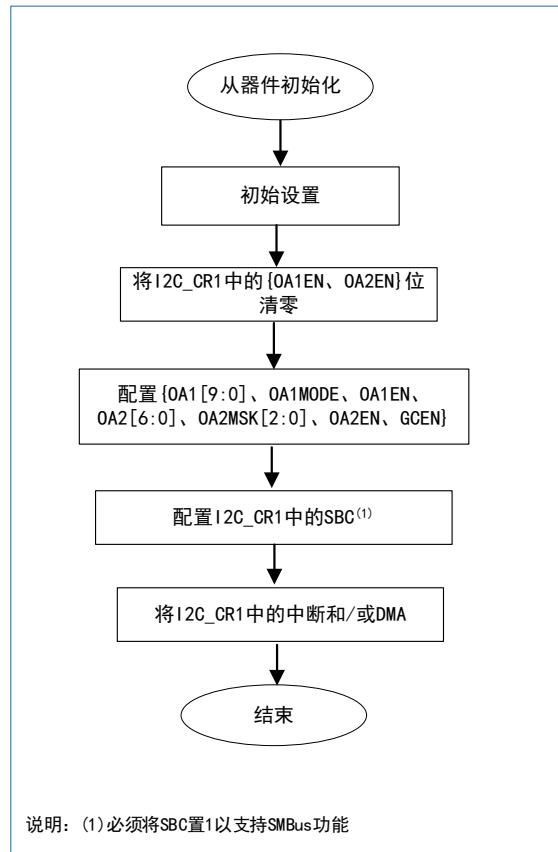 从器件初始化
初始设置
将I2C_CR1中的{OA1EN、OA2EN}位
清零
配置{OA1[9:0]、OA1MODE、OA1EN、
OA2[6:0]、OA2MSK[2:0]、OA2EN、GCEN}
配置I2C_CR1中的SBC(1)
将I2C_CR1中的中断和/或DMA
结束
说明：(1)必须将SBC置1以支持SMBus功能